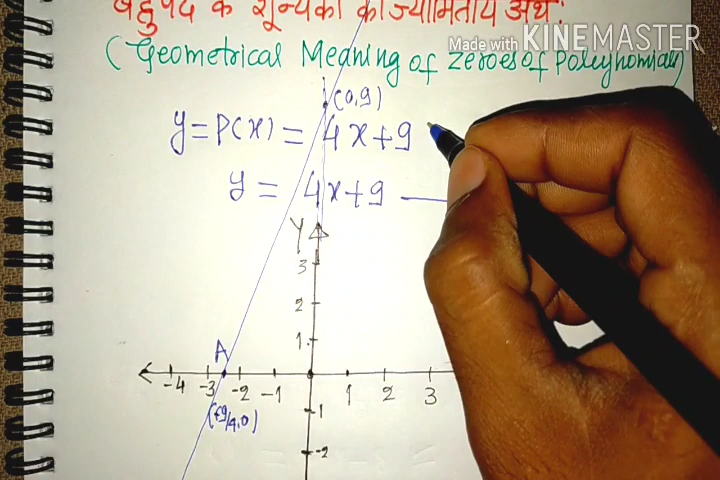 बहुपद के शून्यकों का ज्यामितीय अर्थ:
Made with KINEMASTER
(Geometrical Meaning of Zeroes of Polynomials)
(0,9)
y = P(x) = 4x+9
y = 4x+9
Y
3
2
1
A
-4 -3 -2 -1 1 2 3
(-9/4,0)
-1
-2